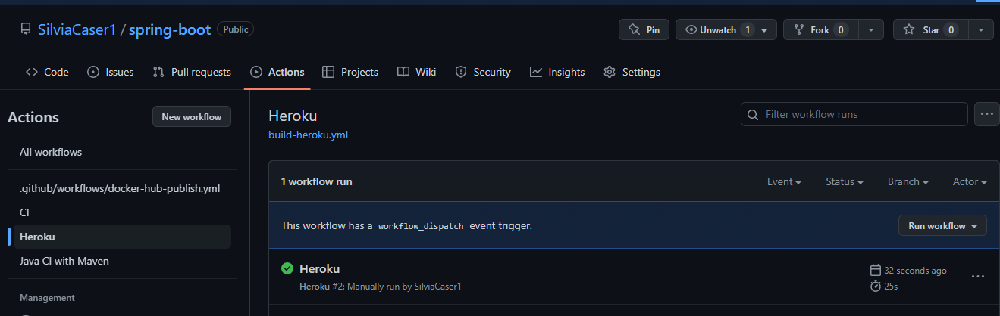 SilviaCaser1 / spring-boot Public
Pin Unwatch 1 Fork 0 Star 0
Code Issues Pull requests Actions Projects Wiki Security Insights Settings
Actions
New workflow
All workflows
.github/workflows/docker-hub-publish.yml
CI
Heroku
Java CI with Maven
Management
Heroku
build-heroku.yml
Filter workflow runs
1 workflow run
Event Status Branch Actor
This workflow has a workflow_dispatch event trigger.
Run workflow
Heroku
Heroku #2: Manually run by SilviaCaser1
32 seconds ago
25s